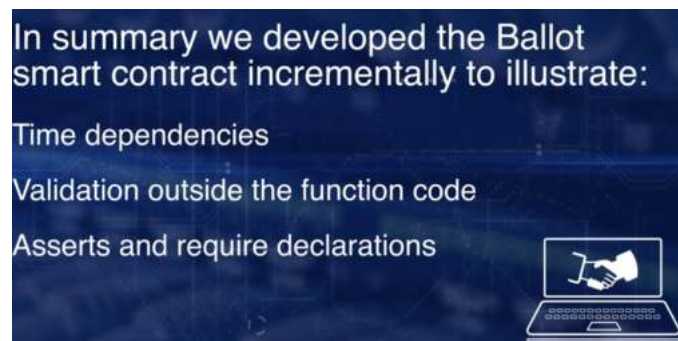 In summary we developed the Ballot
smart contract incrementally to illustrate:
Time dependencies
Validation outside the function code
Asserts and require declarations